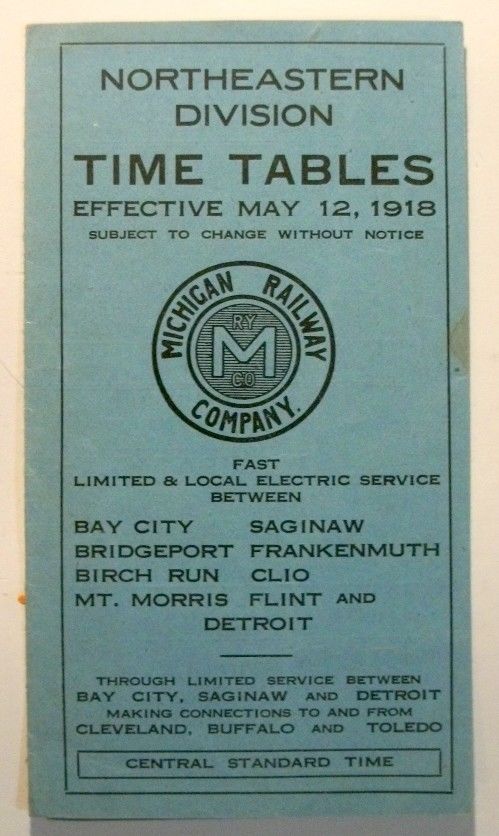 NORTHEASTERN
DIVISION
TIME TABLES
EFFECTIVE MAY 12, 1918
SUBJECT TO CHANGE WITHOUT NOTICE
MICHIGAN RAILWAY
COMPANY.
RY
M
CO
FAST
LIMITED & LOCAL ELECTRIC SERVICE
BETWEEN
BAY CITY SAGINAW
BRIDGEPORT FRANKENMUTH
BIRCH RUN CLIO
MT. MORRIS FLINT AND
DETROIT
THROUGH LIMITED SERVICE BETWEEN
BAY CITY, SAGINAW AND DETROIT
MAKING CONNECTIONS TO AND FROM
CLEVELAND, BUFFALO AND TOLEDO
CENTRAL STANDARD TIME